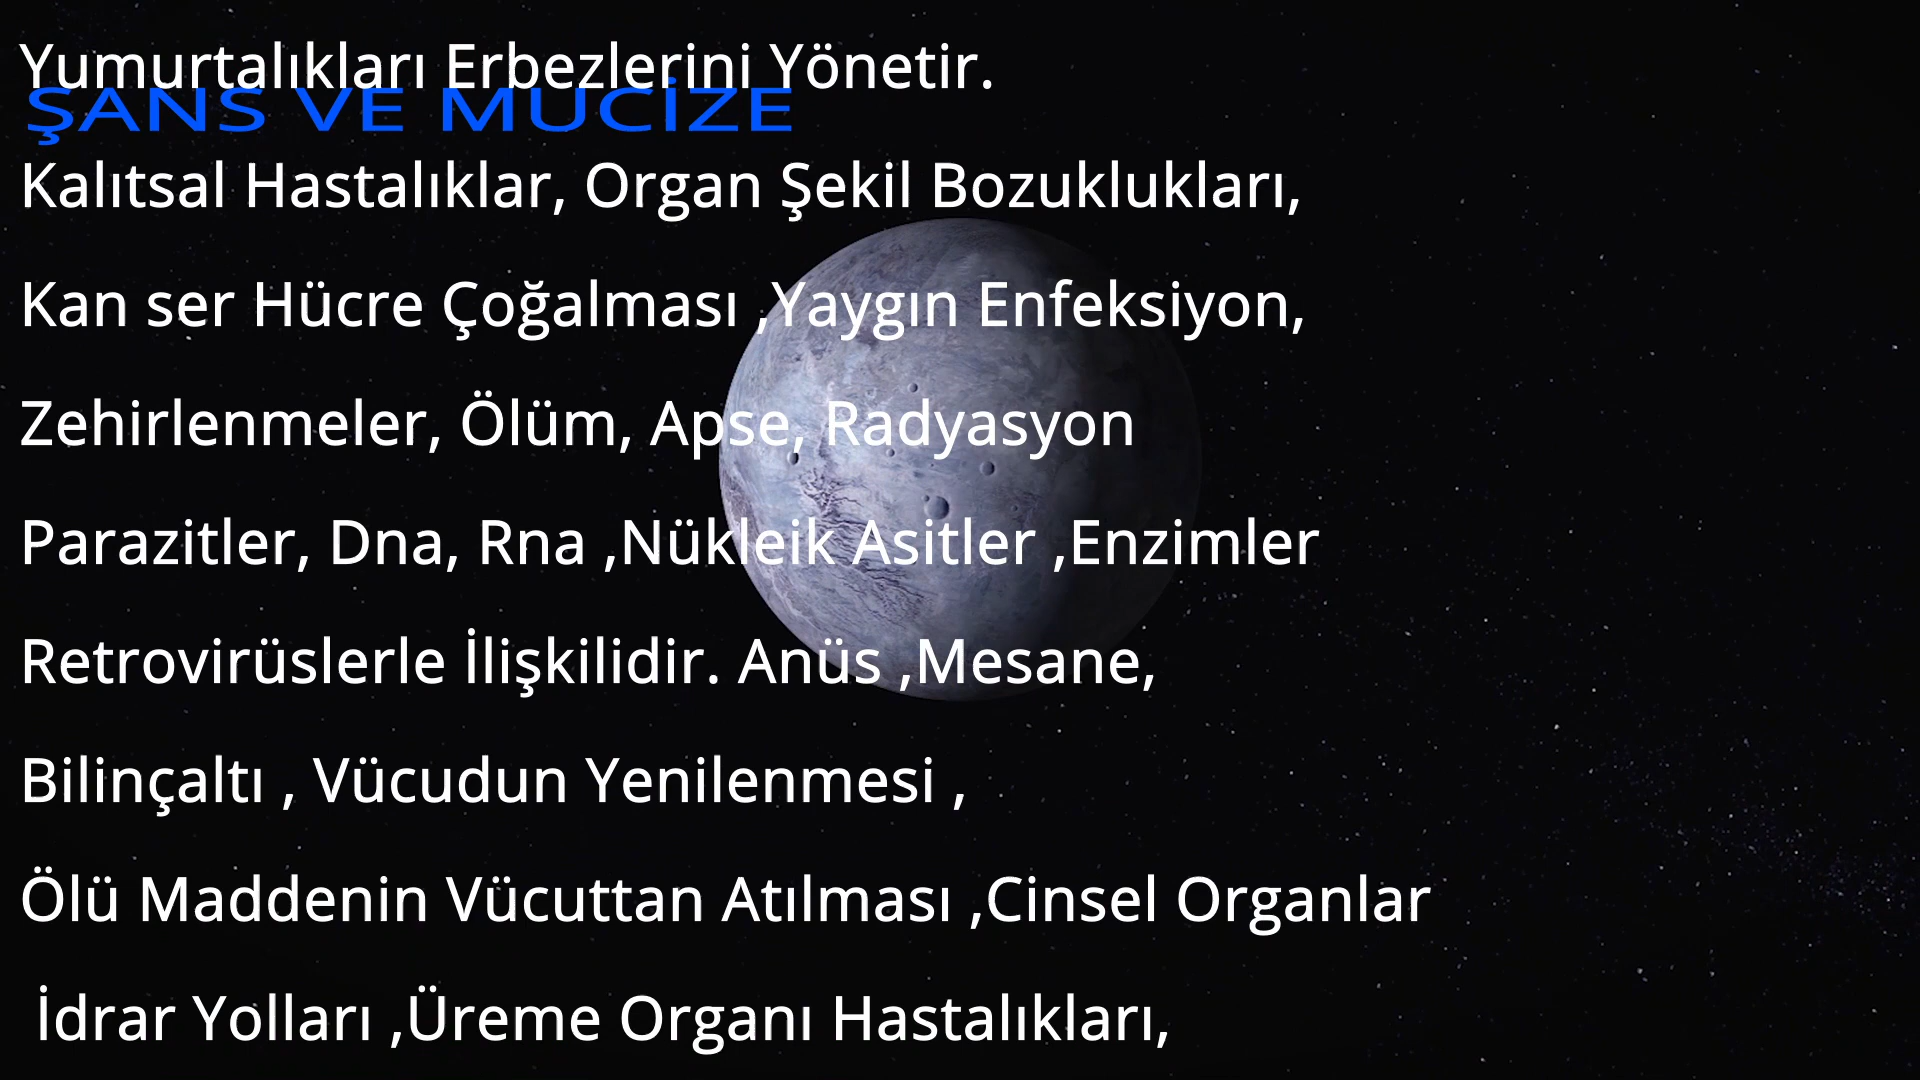 Yumurtalıkları Erbezlerini Yönetir.
ŞANS VE MUCİZE
Kalıtsal Hastalıklar, Organ Şekil Bozuklukları,
Kan ser Hücre Çoğalması ,Yaygın Enfeksiyon,
Zehirlenmeler, Ölüm, Apse, Radyasyon
Parazitler, Dna, Rna ,Nükleik Asitler ,Enzimler
Retrovirüslerle İlişkilidir. Anüs ,Mesane,
Bilinçaltı , Vücudun Yenilenmesi ,
Ölü Maddenin Vücuttan Atılması ,Cinsel Organlar
İdrar Yolları ,Üreme Organı Hastalıkları,